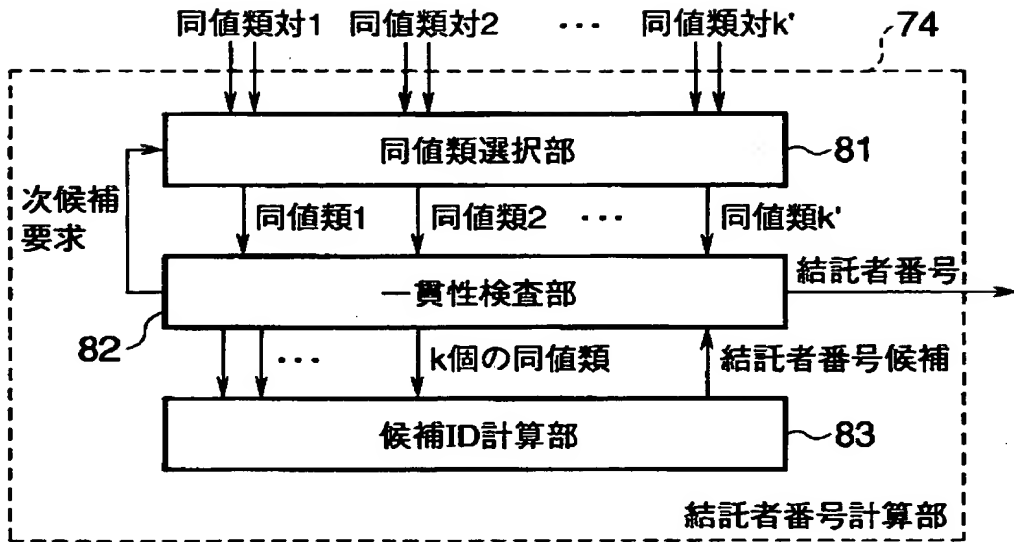 同値類対1 同値類対2 … 同値類対k'
74
同値類選択部
81
次候補
要求
同値類1 同値類2 … 同値類k'
結託者番号
一貫性検査部
82
… k個の同値類 結託者番号候補
候補ID計算部
83
結託者番号計算部